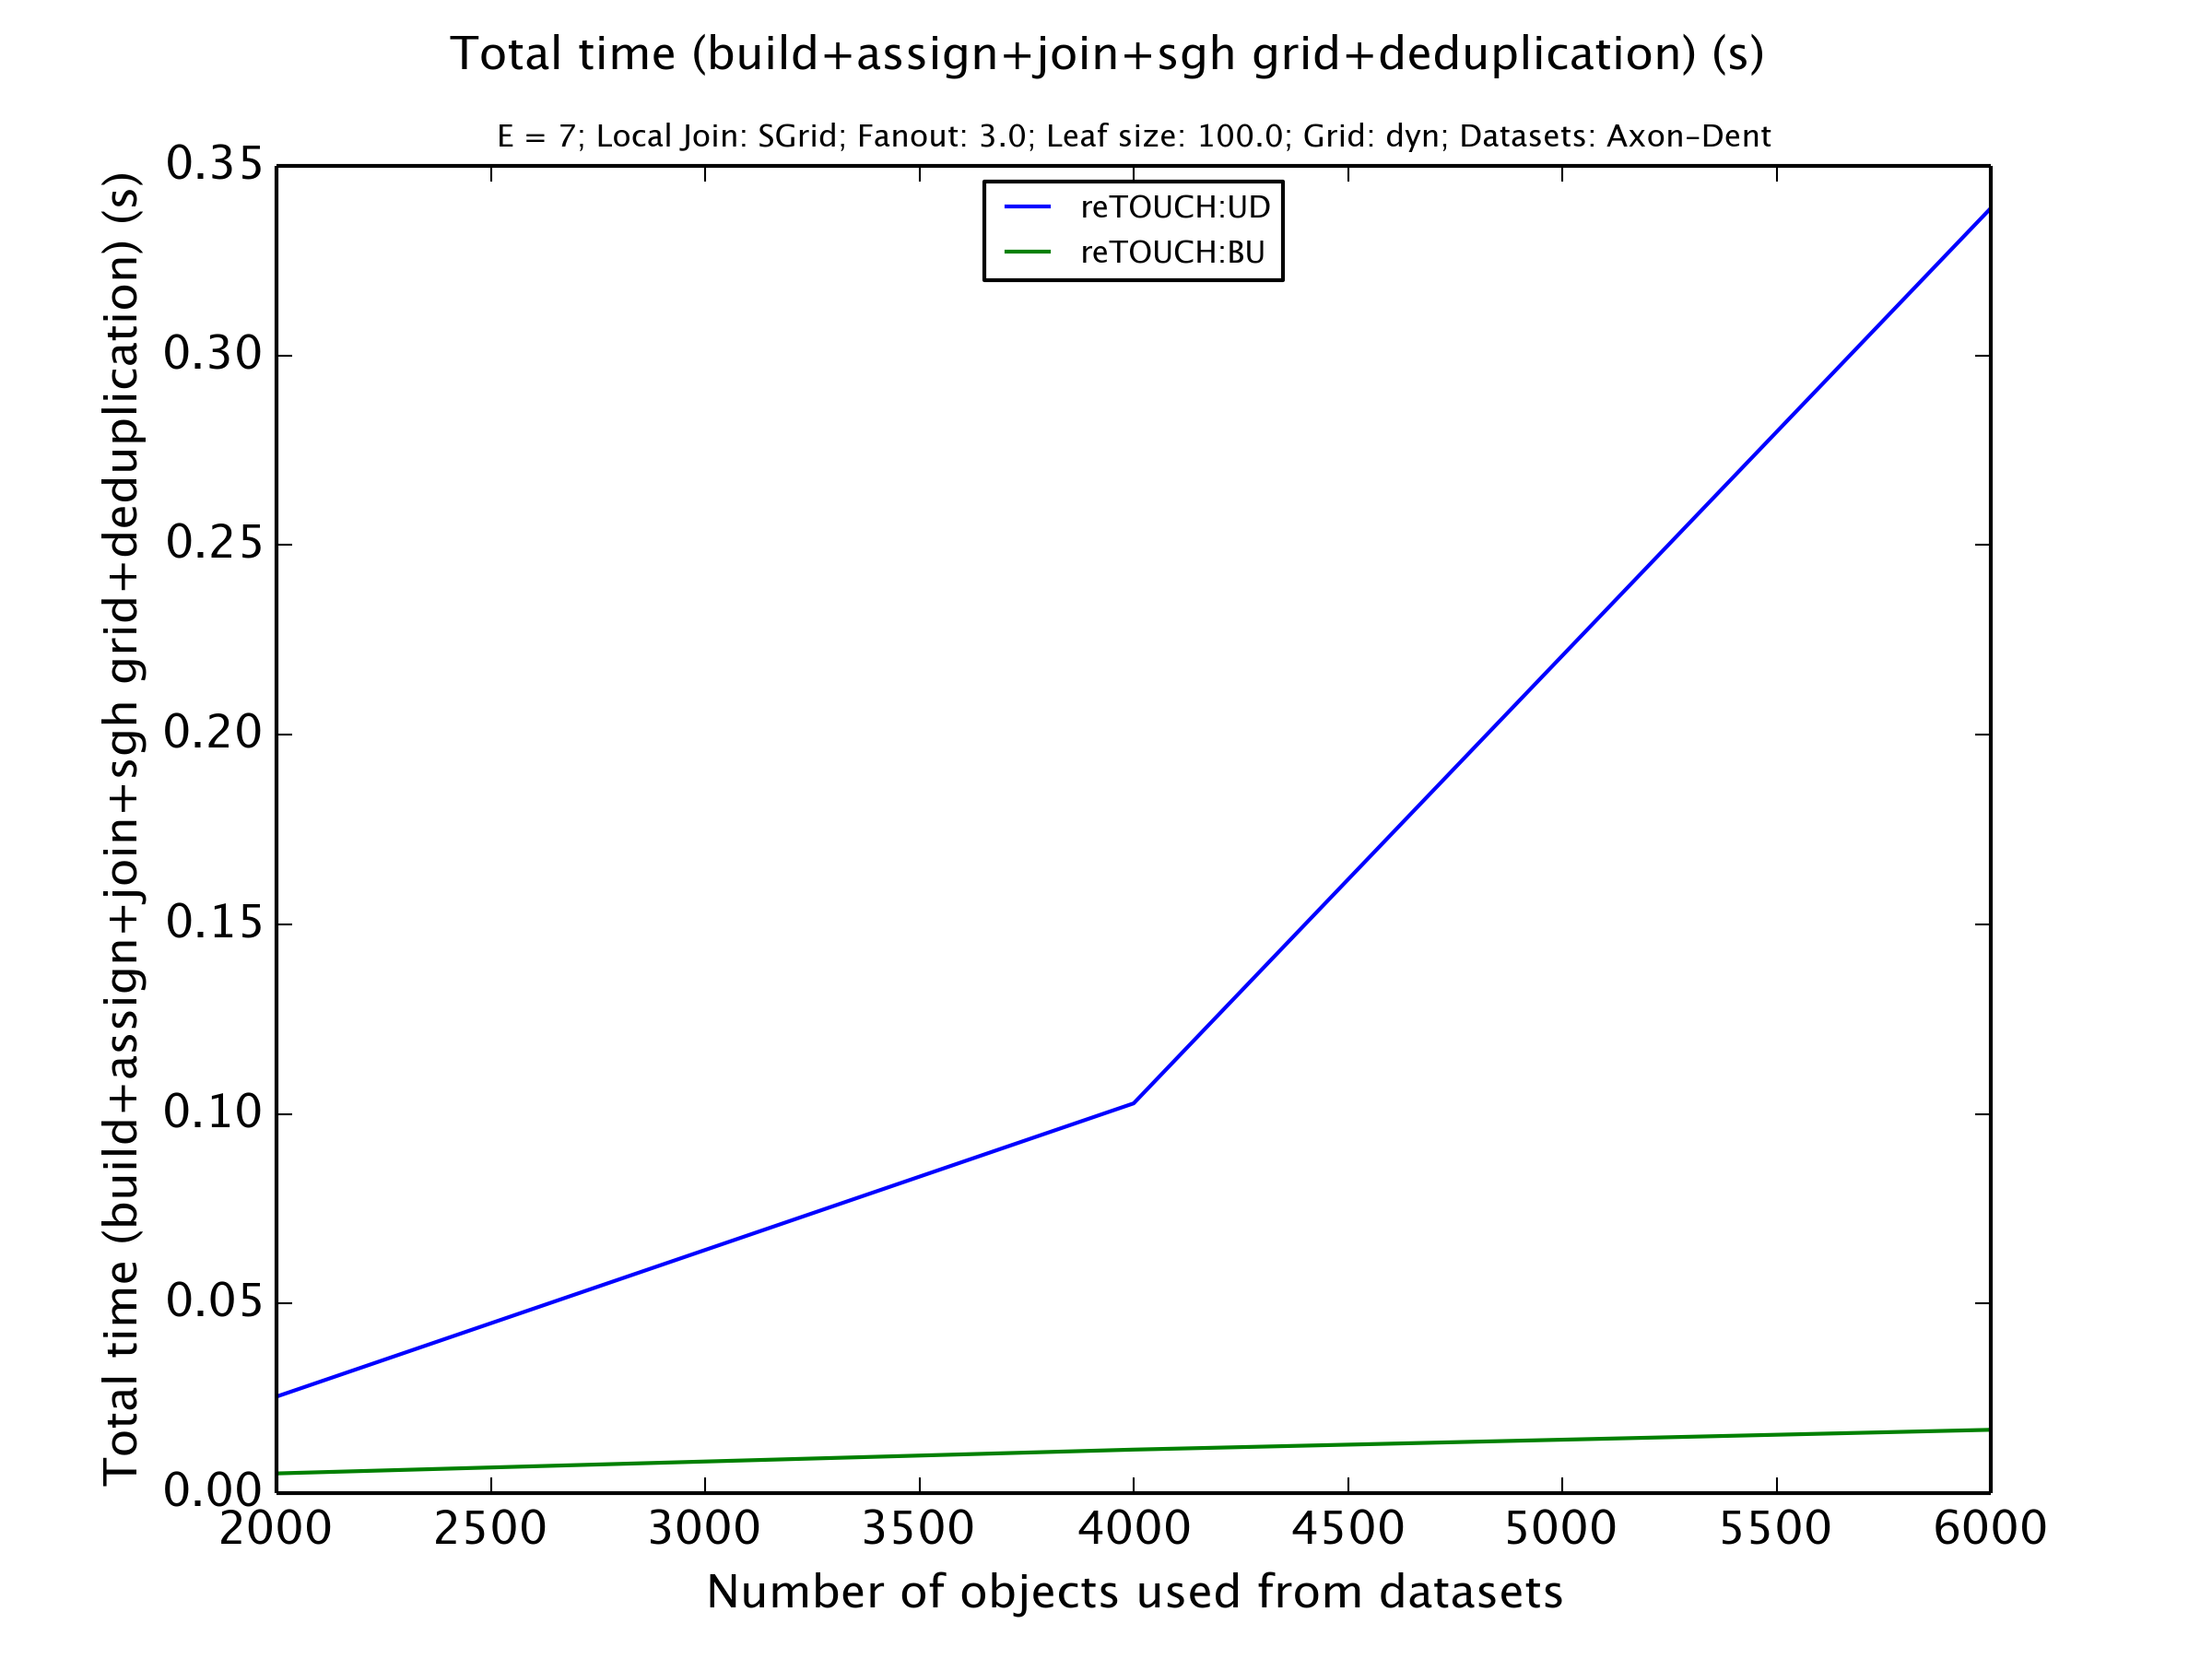 Total time (build+assign+join+sgh grid+deduplication) (s)
E = 7; Local Join: SGrid; Fanout: 3.0; Leaf size: 100.0; Grid: dyn; Datasets: Axon-Dent
reTOUCH:UD
reTOUCH:BU
Total time (build+assign+join+sgh grid+deduplication) (s)
0.35
0.30
0.25
0.20
0.15
0.10
0.05
0.00
2000 2500 3000 3500 4000 4500 5000 5500 6000
Number of objects used from datasets